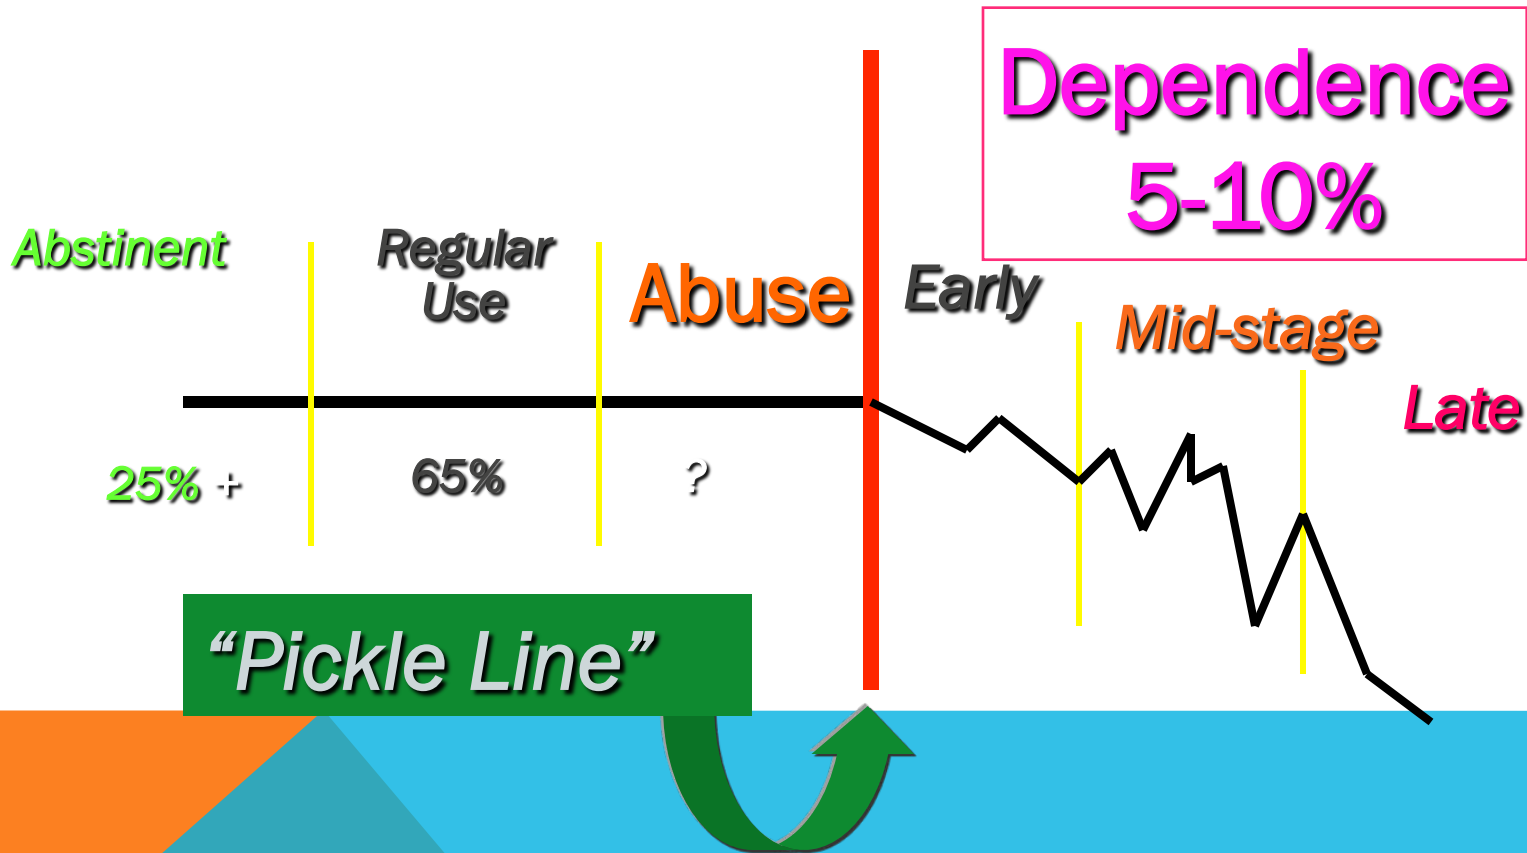 Dependence
5-10%
Abstinent
Regular
Use
Abuse
Early
Mid-stage
Late
25% +
65%
?
“Pickle Line”